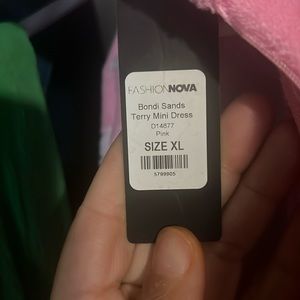 FASHIONNOVA
Bondi Sands
Terry Mini Dress
D14877
Pink
SIZE XL
5799905